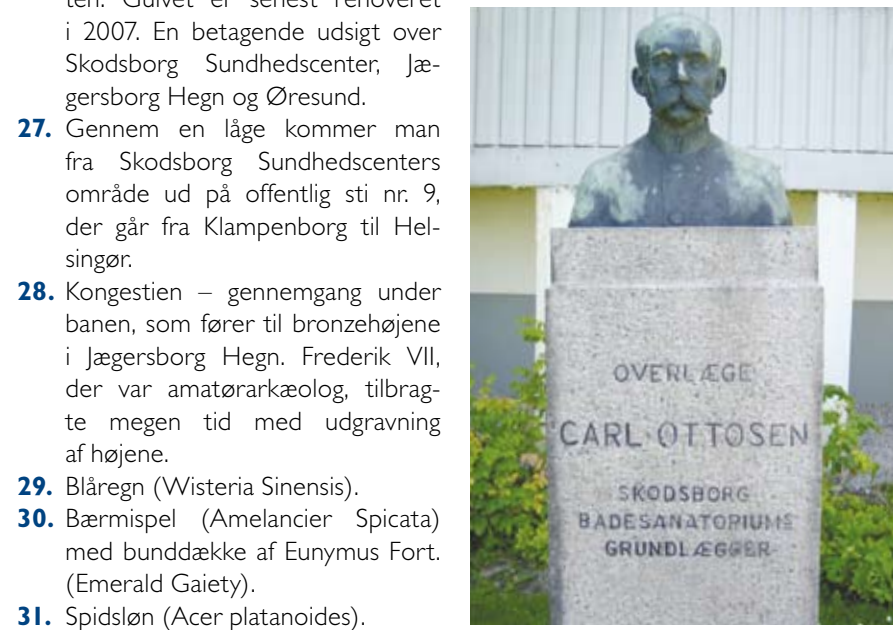 ten. Gulvet er senest renoveret
i 2007. En betagende udsigt over
Skodsborg Sundhedscenter, Jæ-
gersborg Hegn og Øresund.
27. Gennem en låge kommer man
fra Skodsborg Sundhedscenters
område ud på offentlig sti nr. 9,
der går fra Klampenborg til Hel-
singør.
28. Kongestien – gennemgang under
banen, som fører til bronzehøjene
i Jægersborg Hegn. Frederik VII,
der var amatørarkæolog, tilbrag-
te megen tid med udgravning
af højene.
29. Blåregn (Wisteria Sinensis).
30. Bærmispel (Amelancier Spicata)
med bunddække af Eunymus Fort.
(Emerald Gaiety).
31. Spidsløn (Acer platanoides).
OVERLÆGE
CARL OTTOSEN
SKODSBORG
BADESANATORIUMS
GRUNDLÆGGER